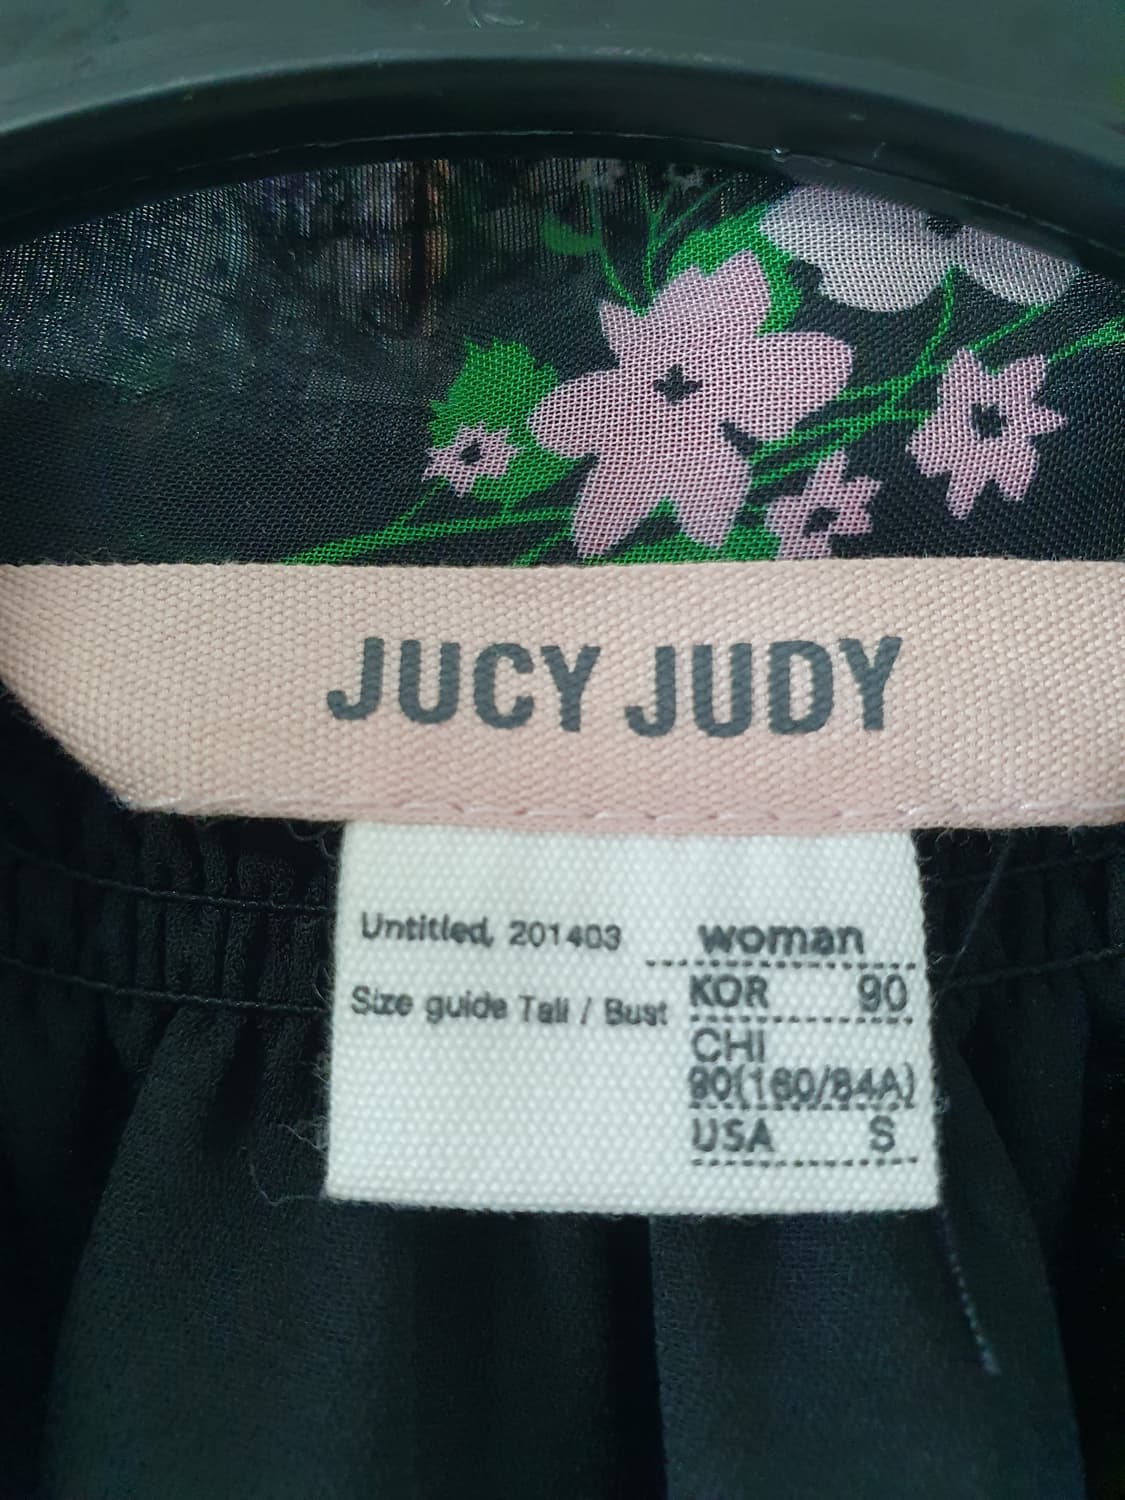 JUCY JUDY
Untitled, 201403
Size guide Tall / Bust
woman
KOR 90
CHI
90(160/84A)
USA S